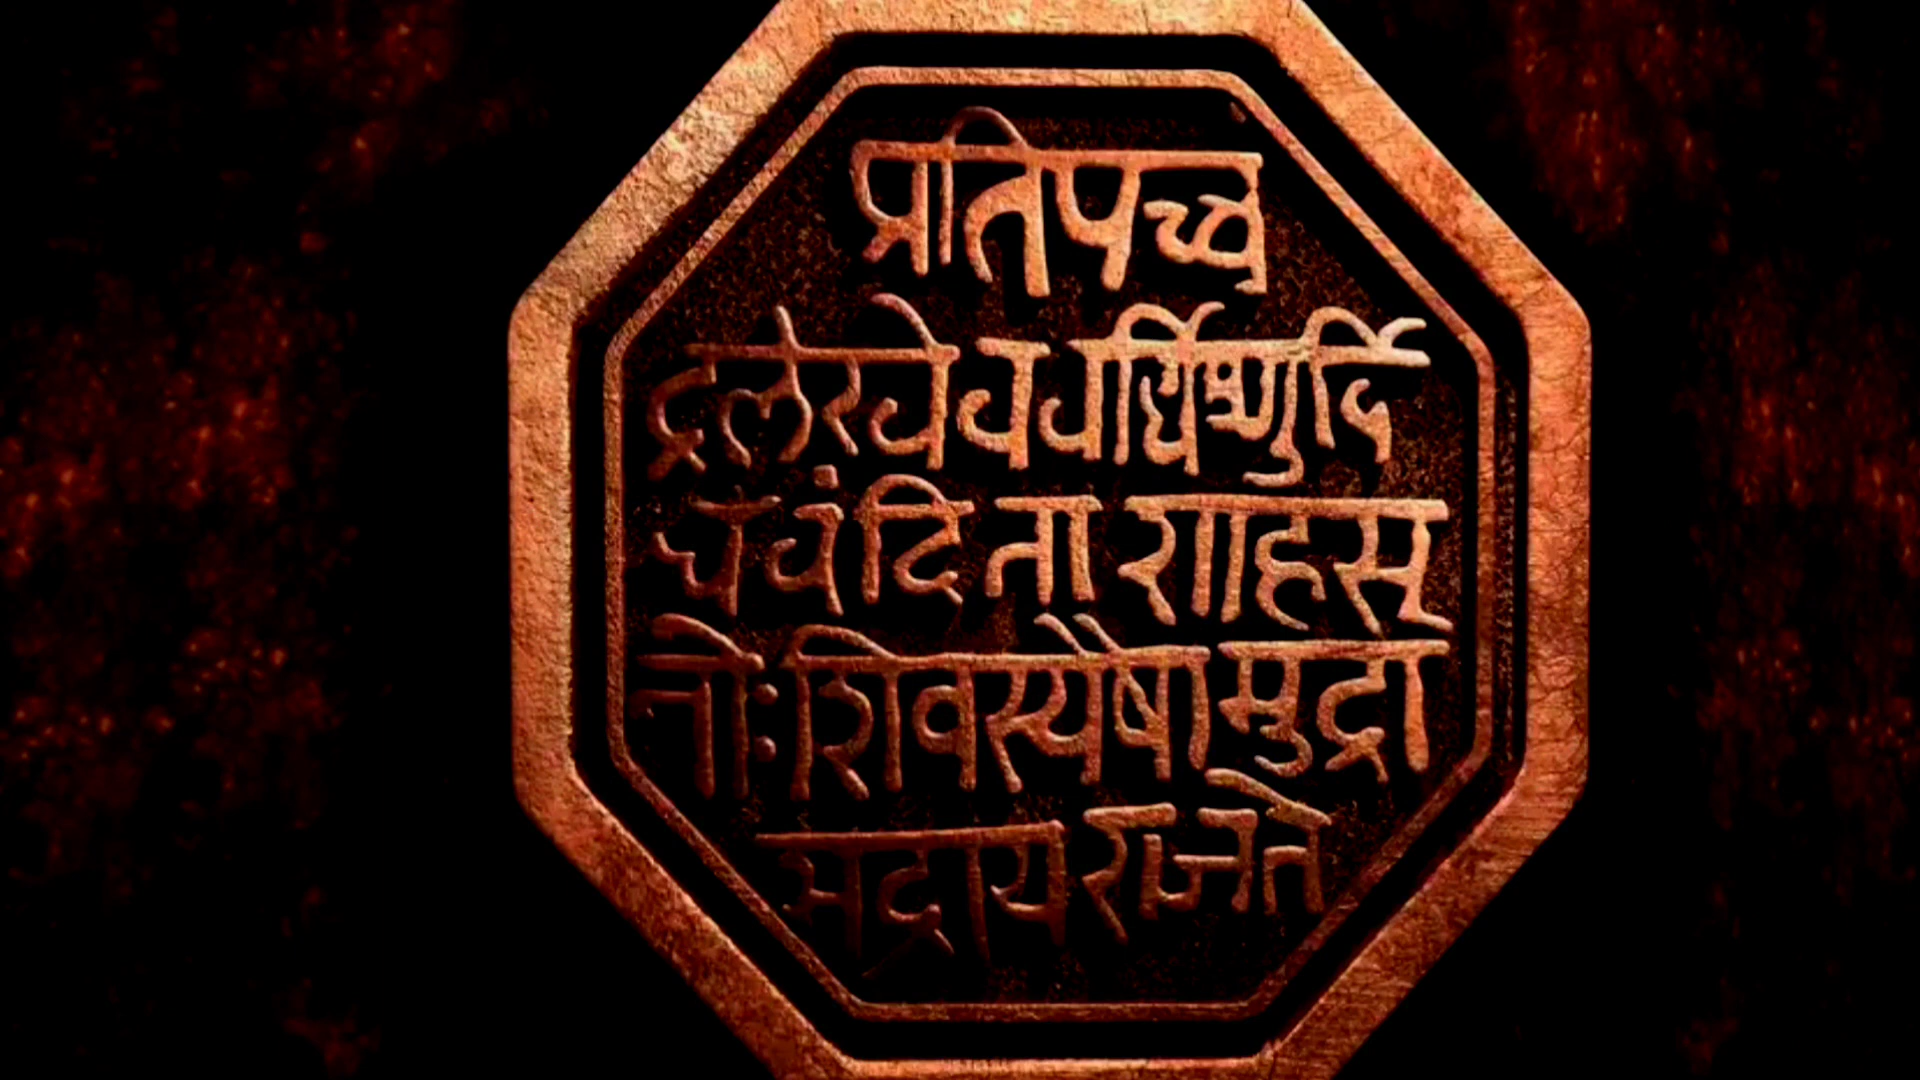 प्रतिपच्चं
द्रलेखेव वर्धिष्णुर्वि
श्ववंदिता शाहसू
नोः शिवस्यैषा मुद्रा
भद्राय राजते